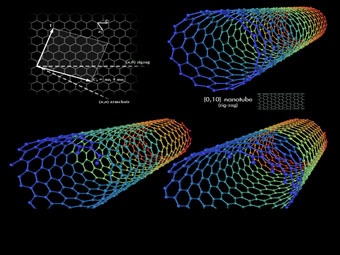 T
(n,0) zigzag
(n,n) armchair
(0,10) nanotube
(zig-zag)